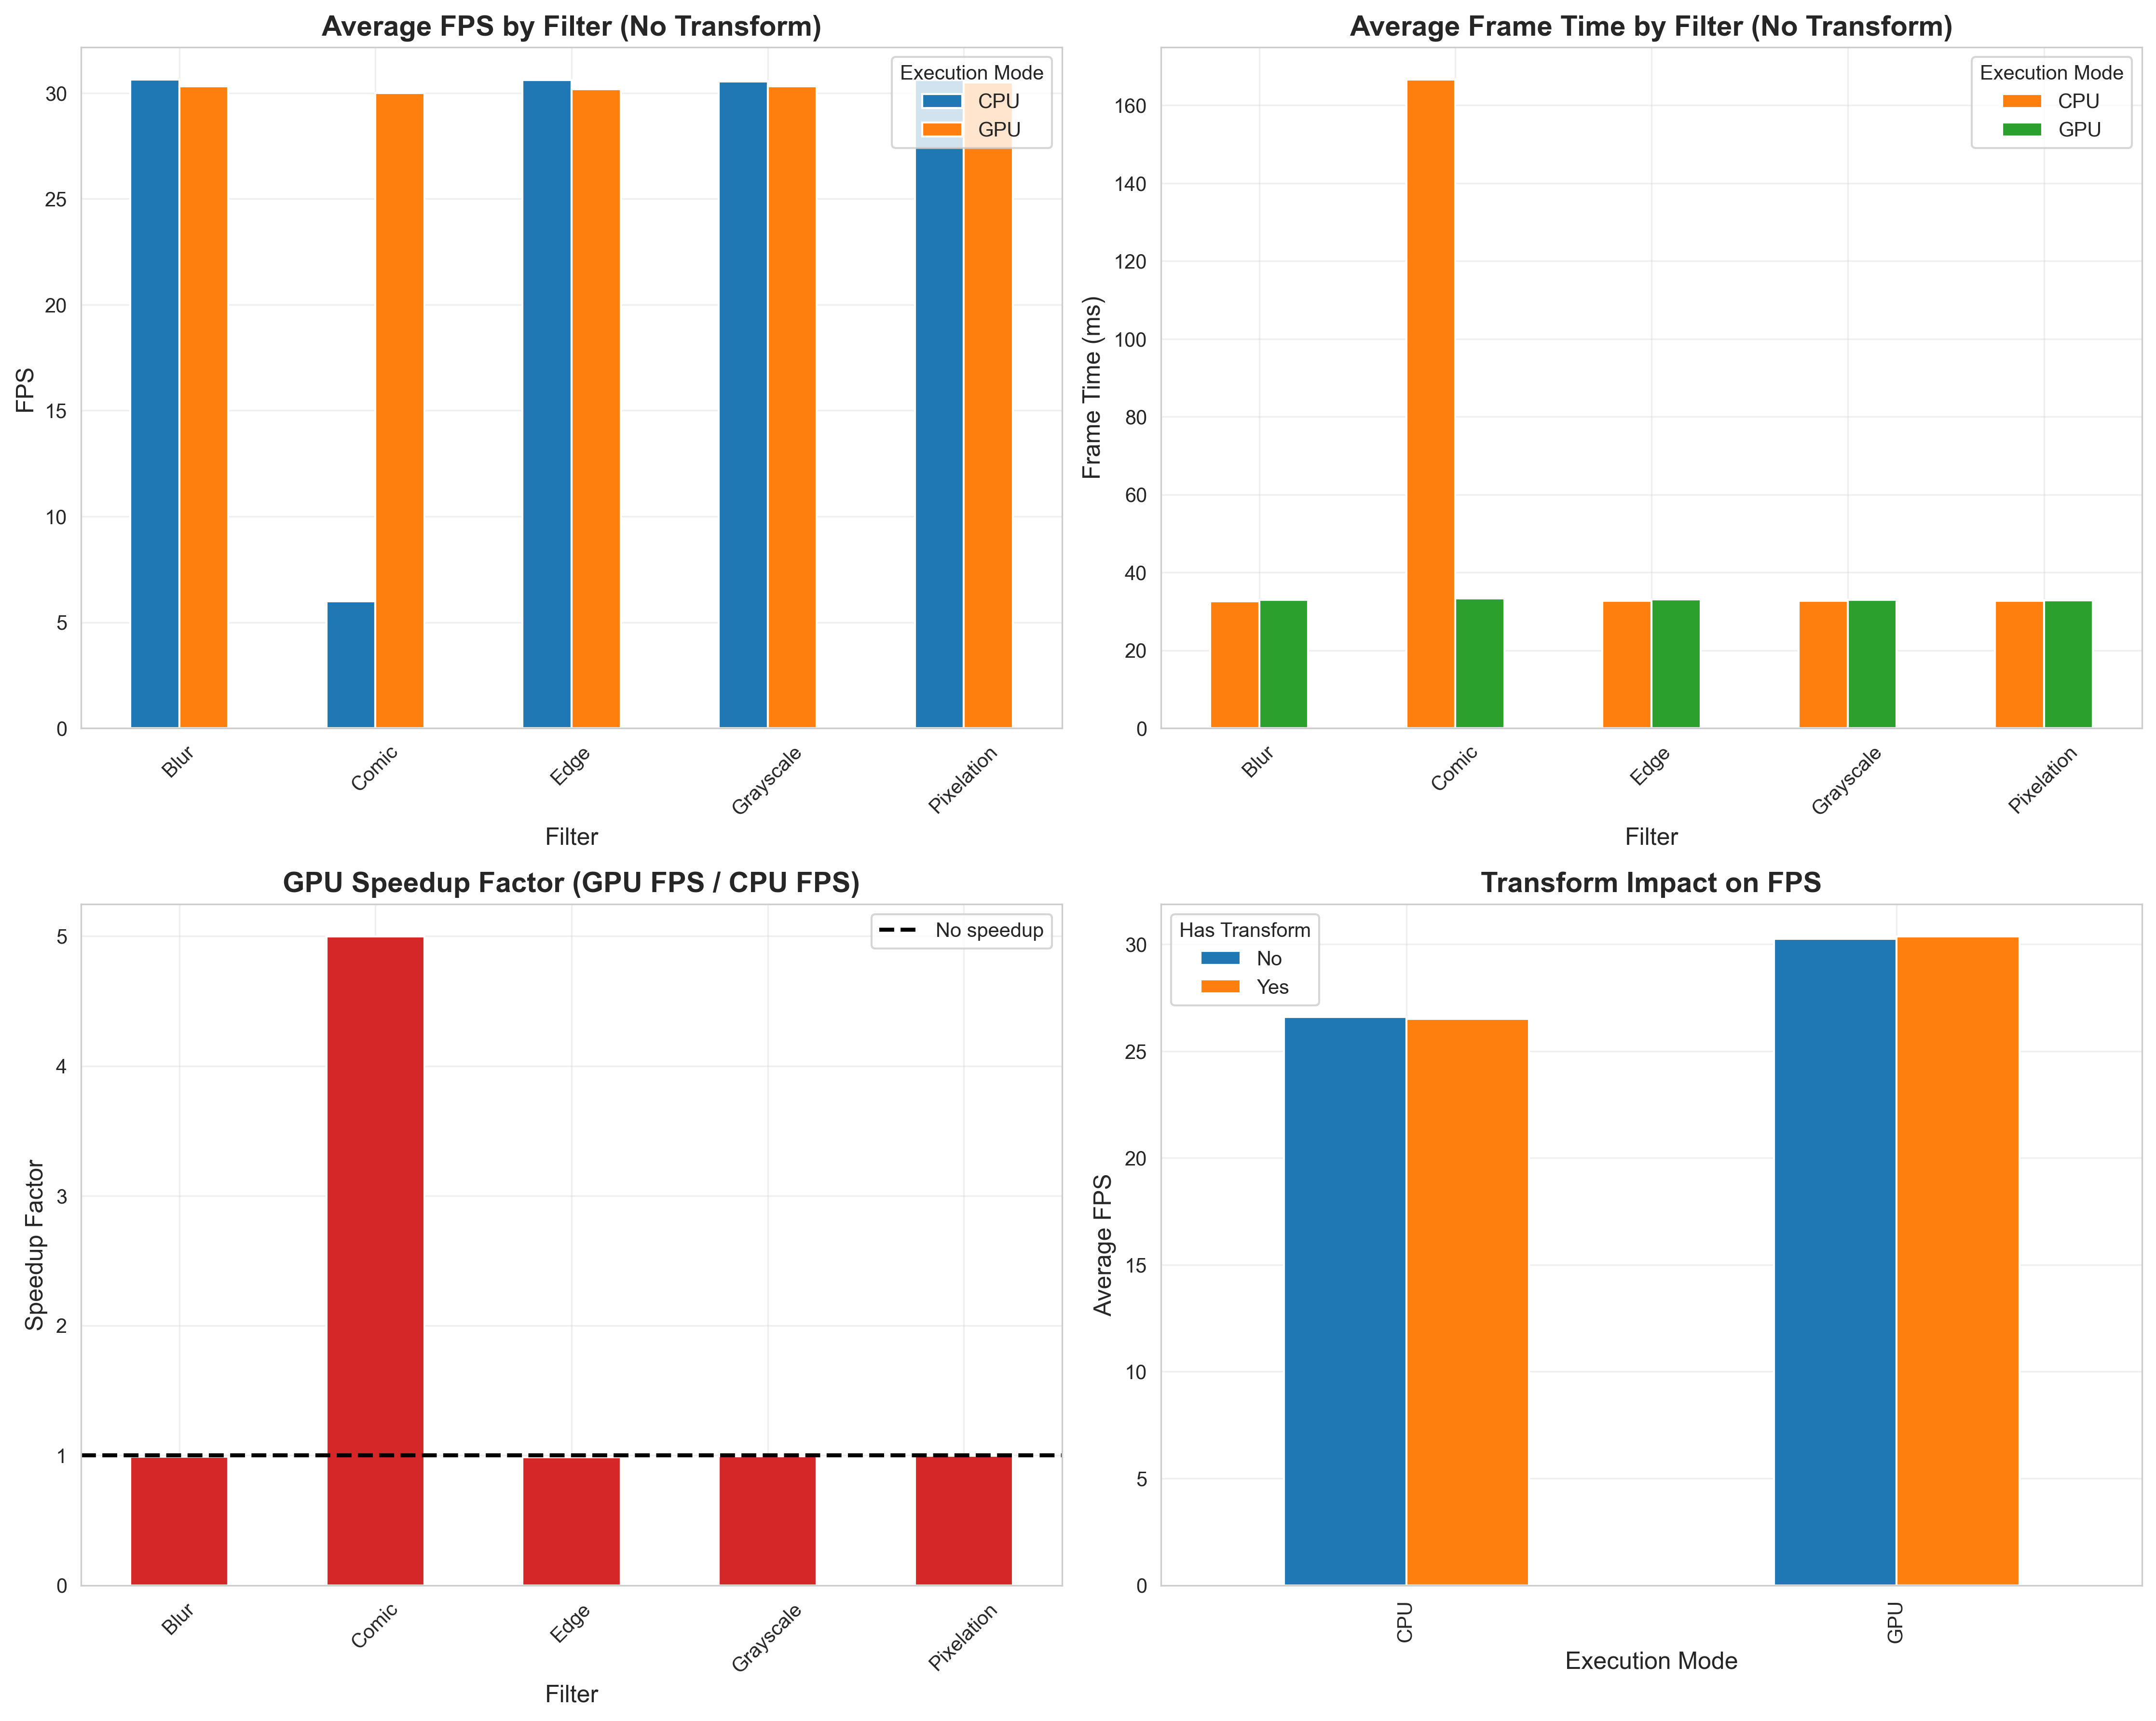 Average FPS by Filter (No Transform)
Execution Mode
CPU
GPU
FPS
30
25
20
15
10
5
0
Blur
Comic
Edge
Grayscale
Pixelation
Filter
Average Frame Time by Filter (No Transform)
Execution Mode
CPU
GPU
Frame Time (ms)
160
140
120
100
80
60
40
20
0
Blur
Comic
Edge
Grayscale
Pixelation
Filter
GPU Speedup Factor (GPU FPS / CPU FPS)
No speedup
Speedup Factor
5
4
3
2
1
0
Blur
Comic
Edge
Grayscale
Pixelation
Filter
Transform Impact on FPS
Has Transform
No
Yes
Average FPS
30
25
20
15
10
5
0
CPU
GPU
Execution Mode